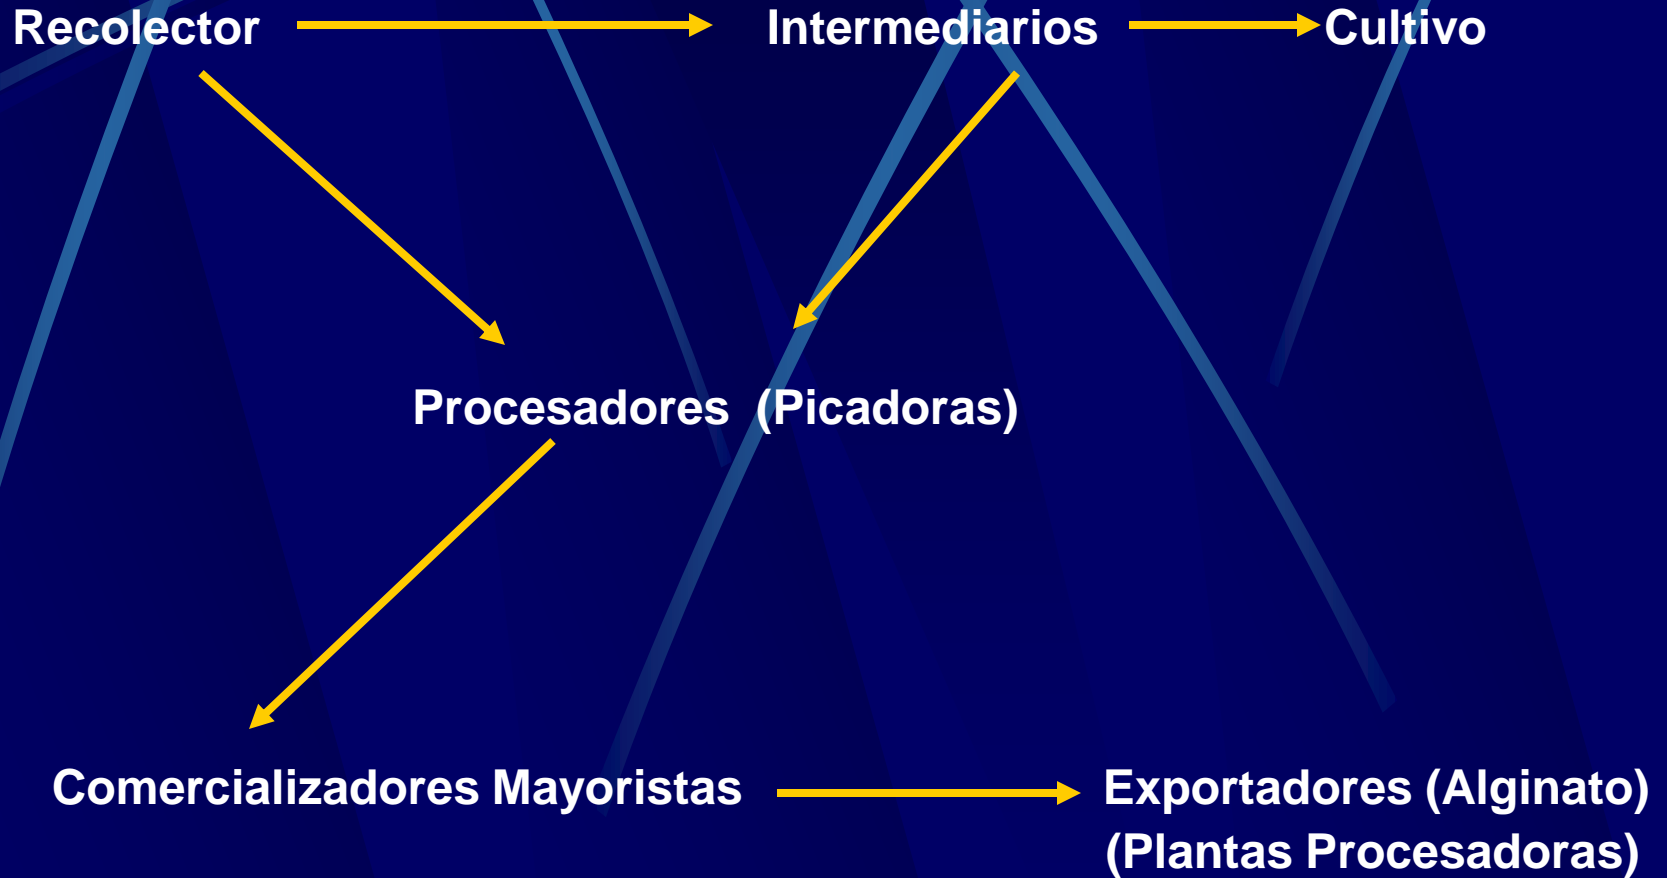 Recolector Intermediarios Cultivo
Procesadores (Picadoras)
Comercializadores Mayoristas Exportadores (Alginato)
(Plantas Procesadoras)